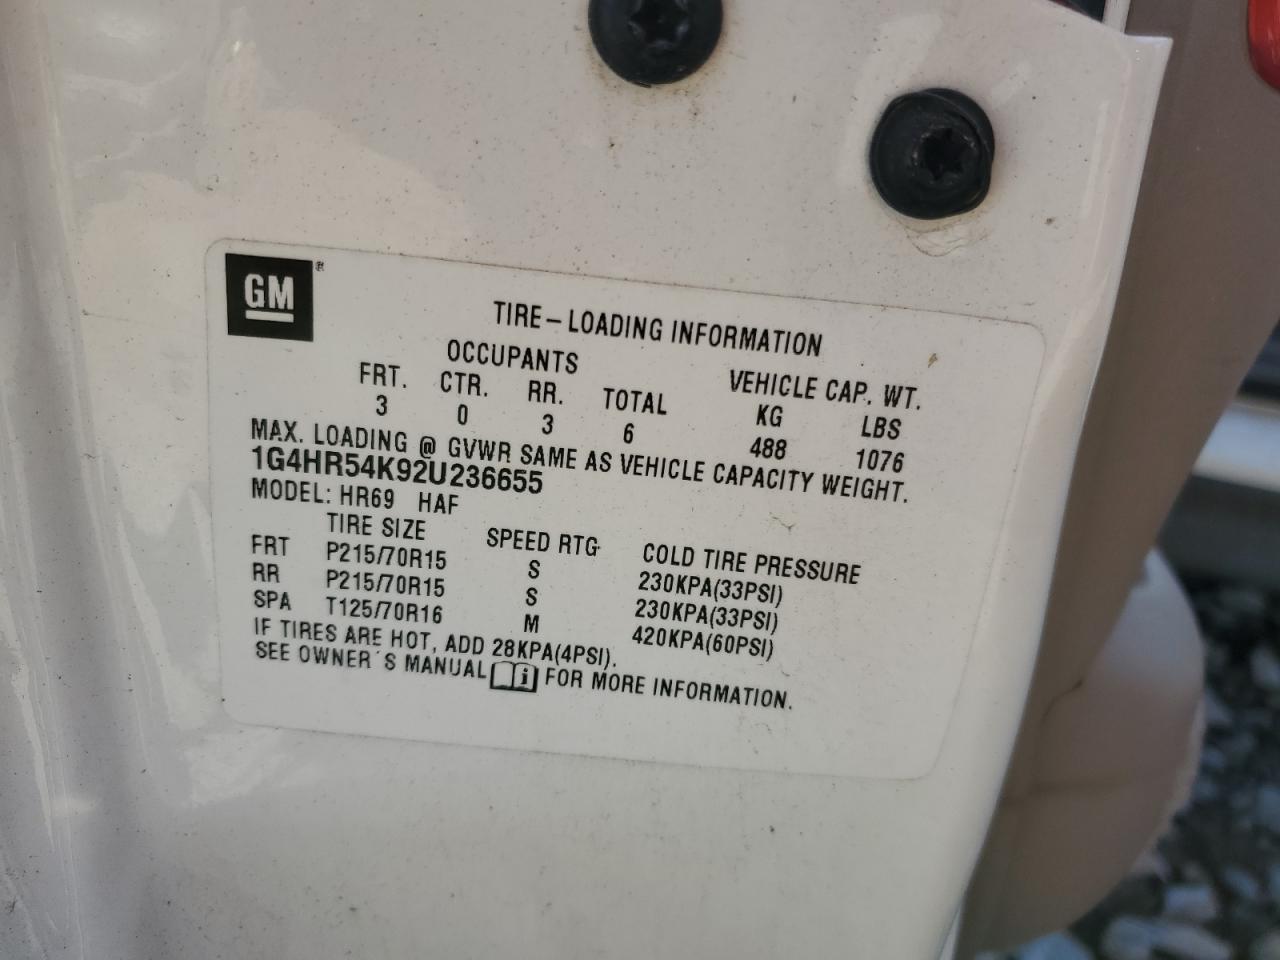 GM®
TIRE-LOADING INFORMATION
OCCUPANTS VEHICLE CAP. WT.
FRT. CTR. RR. TOTAL KG LBS
3 0 3 6 488 1076
MAX. LOADING @ GVWR SAME AS VEHICLE CAPACITY WEIGHT.
1G4HR54K92U236655
MODEL: HR69 HAF
TIRE SIZE SPEED RTG COLD TIRE PRESSURE
FRT P215/70R15 S 230KPA(33PSI)
RR P215/70R15 S 230KPA(33PSI)
SPA T125/70R16 M 420KPA(60PSI)
IF TIRES ARE HOT, ADD 28KPA(4PSI).
SEE OWNER´S MANUAL i FOR MORE INFORMATION.